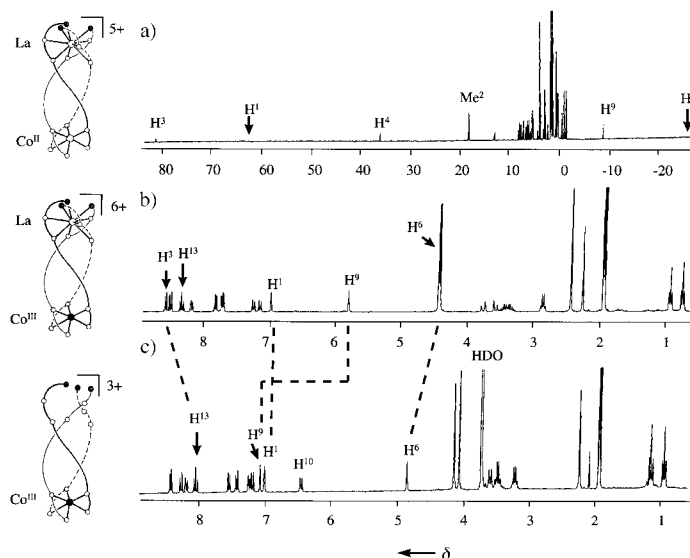 a)
La
5+
Co^II
H^3
H^1
H^4
Me^2
H^9
H
80 70 60 50 40 30 20 10 0 -10 -20
b)
La
6+
Co^III
H^3
H^13
H^1
H^9
H^6
8 7 6 5 4 3 2 1
c)
3+
Co^III
H^13
H^9
H^1
H^10
H^6
HDO
8 7 6 5 4 3 2 1
δ